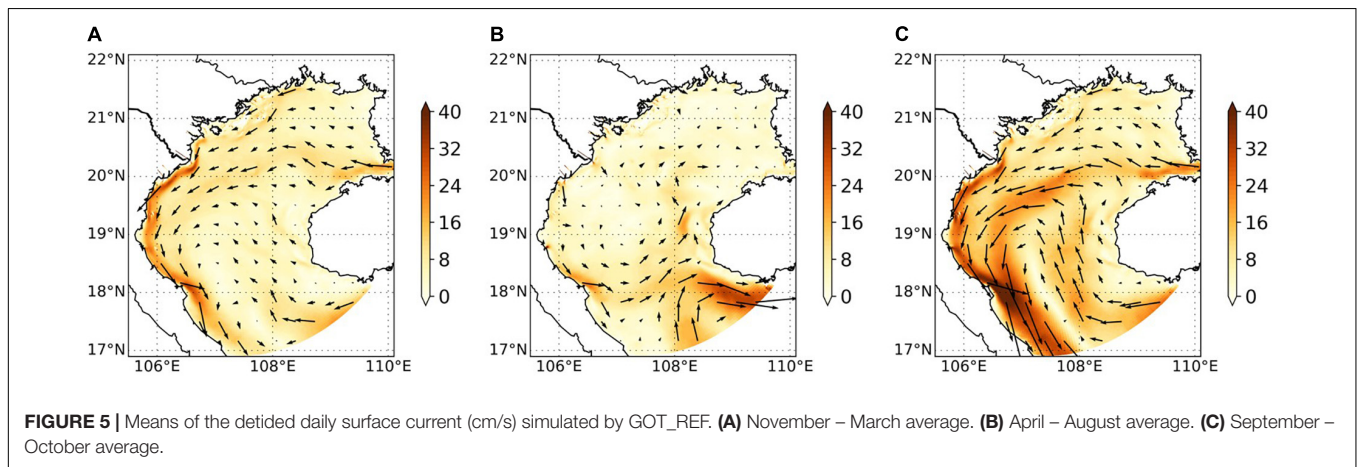 A
B
C
22°N
21°N
20°N
19°N
18°N
17°N
106°E 108°E 110°E
40
32
24
16
8
0
22°N
21°N
20°N
19°N
18°N
17°N
106°E 108°E 110°E
40
32
24
16
8
0
22°N
21°N
20°N
19°N
18°N
17°N
106°E 108°E 110°E
40
32
24
16
8
0
FIGURE 5 | Means of the detided daily surface current (cm/s) simulated by GOT_REF. (A) November – March average. (B) April – August average. (C) September –
October average.